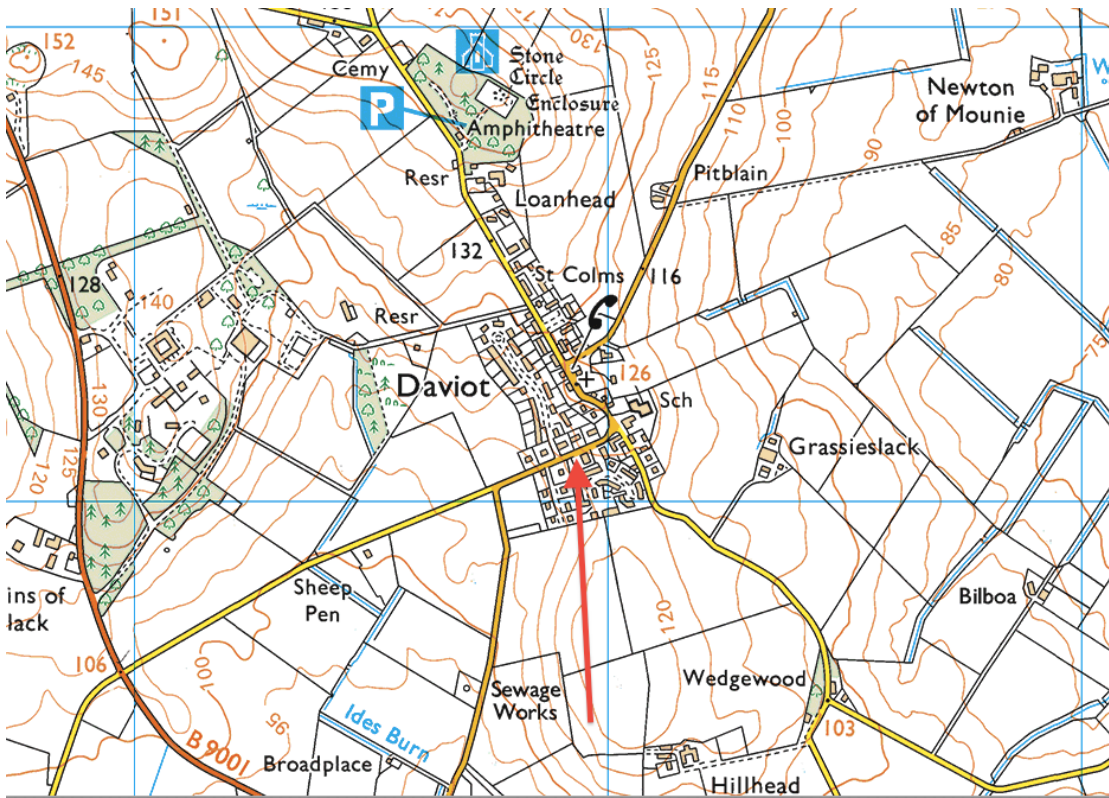 151
152
145
Cemy
Stone
Circle
Enclosure
Amphitheatre
P
130
125
115
110
100
90
Newton
of Mounie
Resr
Loanhead
Pitblain
132
St Colms
116
85
80
75
128
140
Resr
Daviot
126
Sch
130
125
120
Grassieslack
ins of
lack
Sheep
Pen
120
Bilboa
106
100
95
Wedgewood
Sewage
Works
Ides Burn
103
B 9001
Broadplace
Hillhead